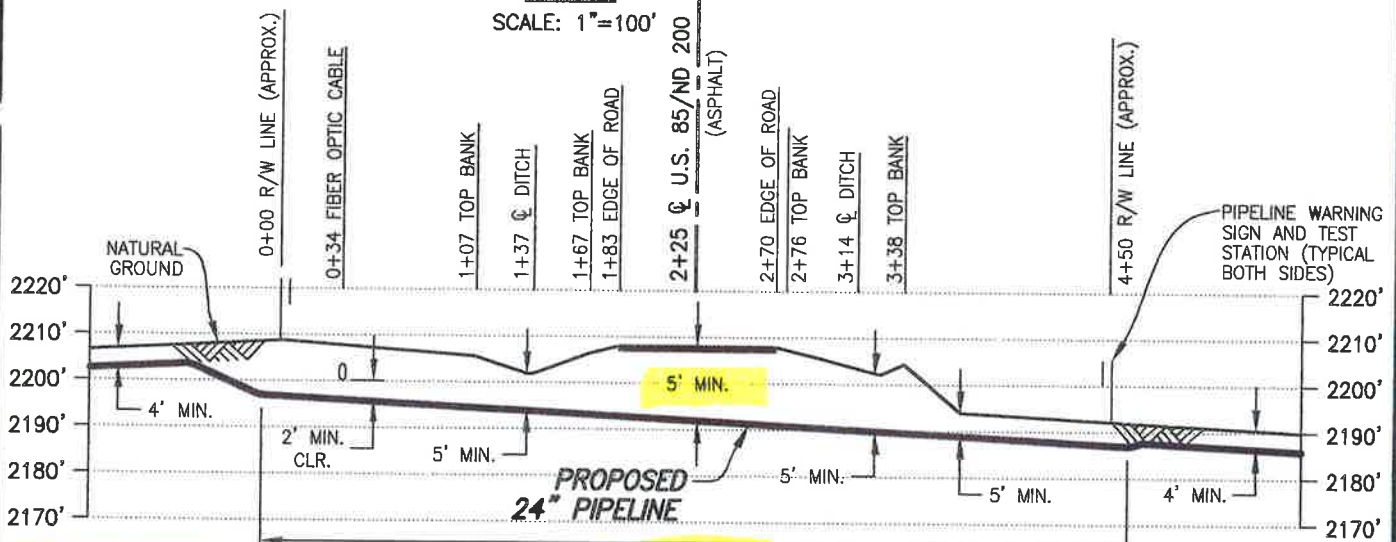 SCALE: 1"=100'
0+00 R/W LINE (APPROX.)
0+34 FIBER OPTIC CABLE
1+07 TOP BANK
1+37 ℄ DITCH
1+67 TOP BANK
1+83 EDGE OF ROAD
2+25 ℄ U.S. 85/ND 200
(ASPHALT)
2+70 EDGE OF ROAD
2+76 TOP BANK
3+14 ℄ DITCH
3+38 TOP BANK
4+50 R/W LINE (APPROX.)
PIPELINE WARNING
SIGN AND TEST
STATION (TYPICAL
BOTH SIDES)
NATURAL
GROUND
2220'
2210'
2200'
2190'
2180'
2170'
2220'
2210'
2200'
2190'
2180'
2170'
4' MIN.
0
2' MIN.
CLR.
5' MIN.
5' MIN.
5' MIN.
5' MIN.
4' MIN.
PROPOSED
24" PIPELINE